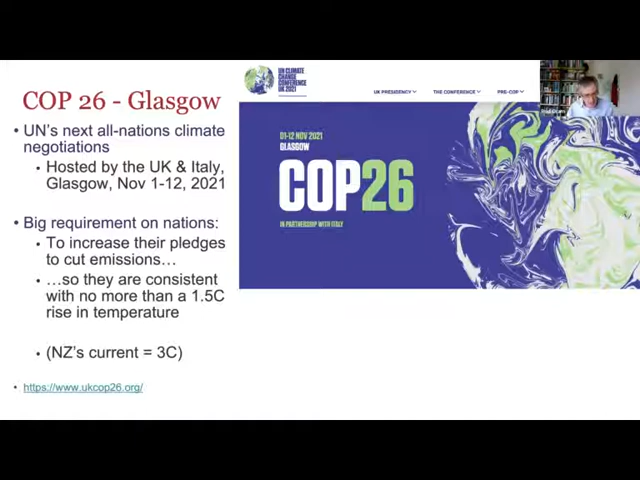 COP 26 - Glasgow
• UN's next all-nations climate
negotiations
• Hosted by the UK & Italy,
Glasgow, Nov 1-12, 2021
• Big requirement on nations:
• To increase their pledges
to cut emissions…
• …so they are consistent
with no more than a 1.5C
rise in temperature
• (NZ's current = 3C)
• https://www.ukcop26.org/
UN CLIMATE
CHANGE
CONFERENCE
UK 2021
UK PRESIDENCY
THE CONFERENCE
PRE-COP
01-12 NOV 2021
GLASGOW
COP26
IN PARTNERSHIP WITH ITALY